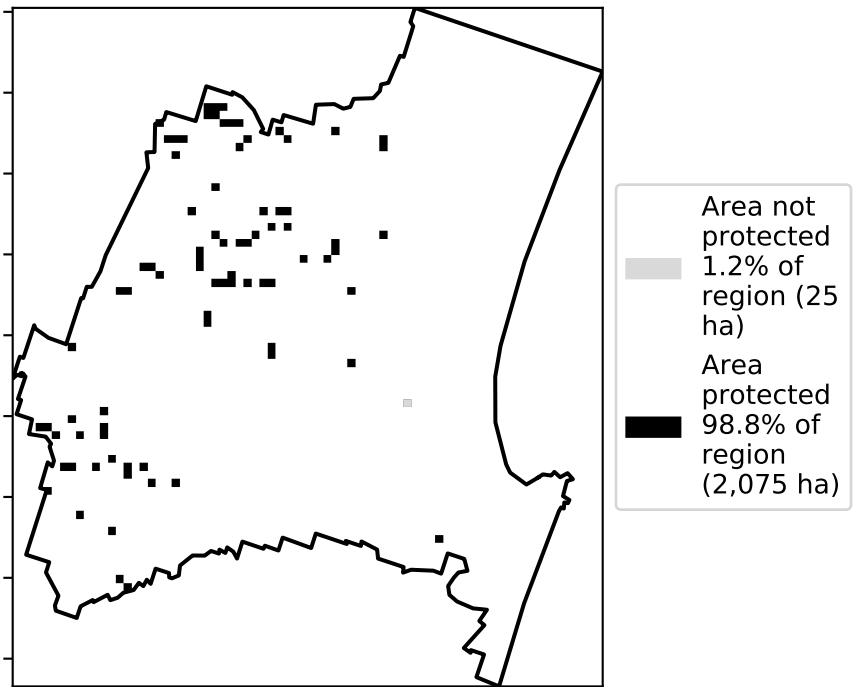 Area not
protected
1.2% of
region (25
ha)
Area
protected
98.8% of
region
(2,075 ha)